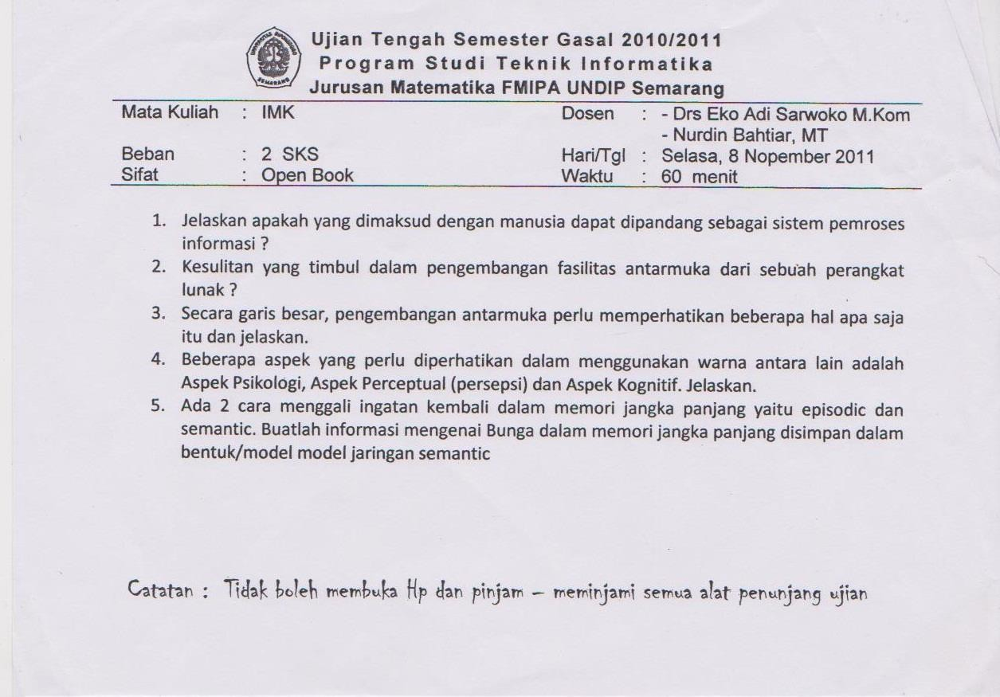 Ujian Tengah Semester Gasal 2010/2011
Program Studi Teknik Informatika
Jurusan Matematika FMIPA UNDIP Semarang
Mata Kuliah : IMK Dosen : - Drs Eko Adi Sarwoko M.Kom
- Nurdin Bahtiar, MT
Beban : 2 SKS Hari/Tgl : Selasa, 8 Nopember 2011
Sifat : Open Book Waktu : 60 menit
1. Jelaskan apakah yang dimaksud dengan manusia dapat dipandang sebagai sistem pemroses
informasi ?
2. Kesulitan yang timbul dalam pengembangan fasilitas antarmuka dari sebuah perangkat
lunak ?
3. Secara garis besar, pengembangan antarmuka perlu memperhatikan beberapa hal apa saja
itu dan jelaskan.
4. Beberapa aspek yang perlu diperhatikan dalam menggunakan warna antara lain adalah
Aspek Psikologi, Aspek Perceptual (persepsi) dan Aspek Kognitif. Jelaskan.
5. Ada 2 cara menggali ingatan kembali dalam memori jangka panjang yaitu episodic dan
semantic. Buatlah informasi mengenai Bunga dalam memori jangka panjang disimpan dalam
bentuk/model model jaringan semantic
Catatan : Tidak boleh membuka Hp dan pinjam – meminjami semua alat penunjang ujian